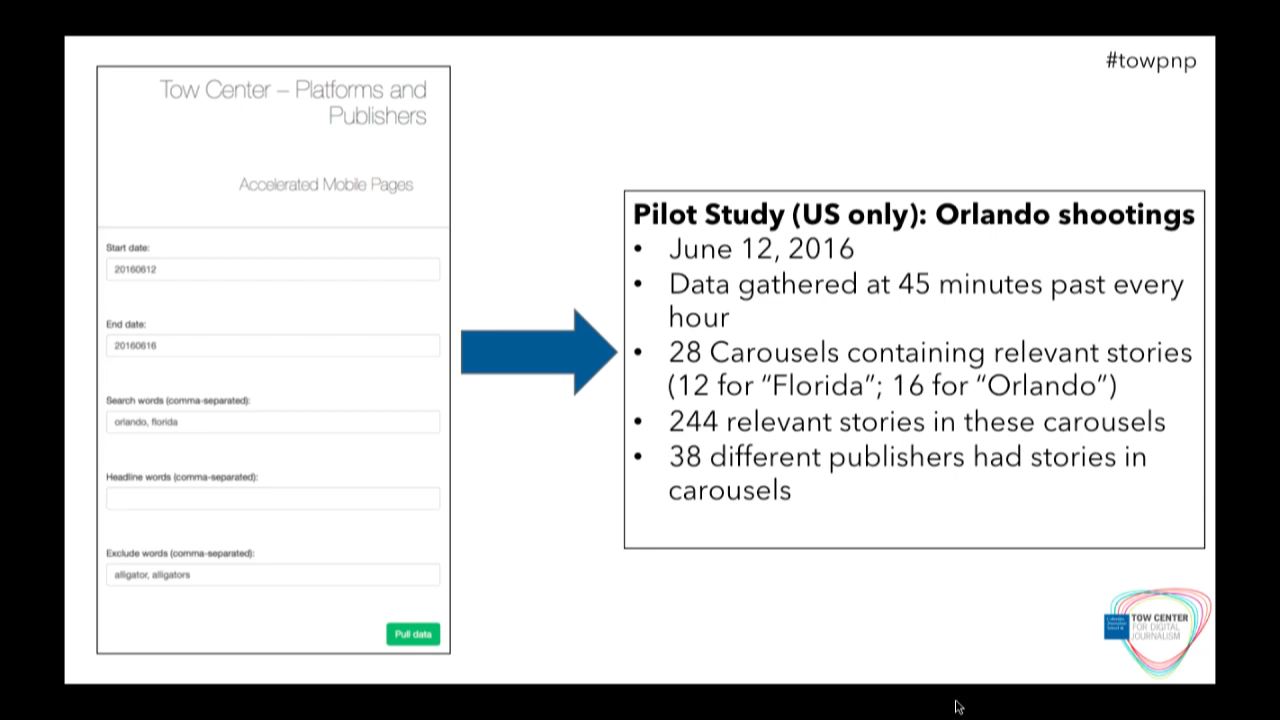 #towpnp
Tow Center – Platforms and
Publishers
Accelerated Mobile Pages
Start date:
20160612
End date:
20160616
Search words (comma-separated):
orlando, florida
Headline words (comma-separated):
Exclude words (comma-separated):
alligator, alligators
Pull data
Pilot Study (US only): Orlando shootings
• June 12, 2016
• Data gathered at 45 minutes past every
hour
• 28 Carousels containing relevant stories
(12 for “Florida”; 16 for “Orlando”)
• 244 relevant stories in these carousels
• 38 different publishers had stories in
carousels
TOW CENTER
FOR DIGITAL
JOURNALISM